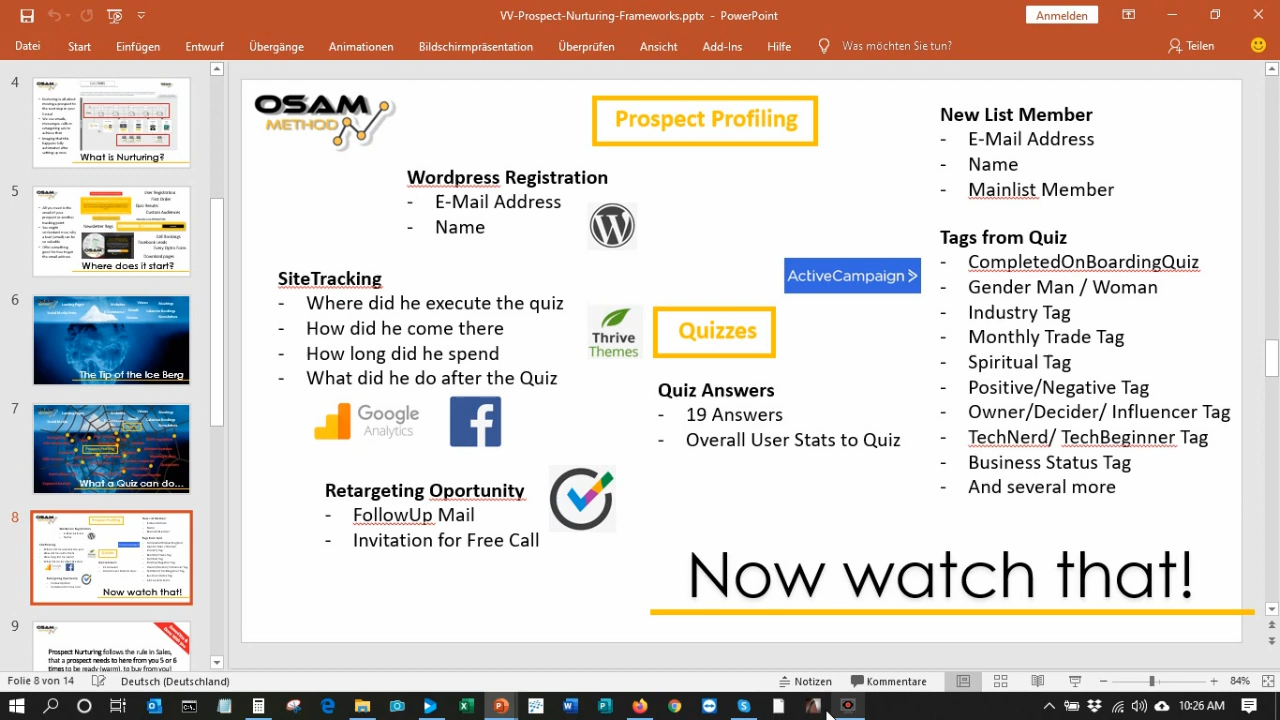 VV-Prospect-Nurturing-Frameworks.pptx - PowerPoint
Anmelden
Datei Start Einfügen Entwurf Übergänge Animationen Bildschirmpräsentation Überprüfen Ansicht Add-Ins Hilfe Was möchten Sie tun? Teilen
4
What is Nurturing?
5
Where does it start?
6
The Tip of the Ice Berg
What a Quiz can do...
8
Now watch that!
9
Prospect Nurturing follows the rule in Sales,
that a prospect needs to here from you 5 or 6
times to be ready (warm), to buy from you!
OSAM
METHOD
Prospect Profiling
Wordpress Registration
- E-Mail Address
- Name
SiteTracking
- Where did he execute the quiz
- How did he come there
- How long did he spend
- What did he do after the Quiz
Google
Analytics
Retargeting Oportunity
- FollowUp Mail
- Invitation for Free Call
Thrive
Themes
Quizzes
Quiz Answers
- 19 Answers
- Overall User Stats to Quiz
ActiveCampaign >
New List Member
- E-Mail Address
- Name
- Mainlist Member
Tags from Quiz
- CompletedOnBoardingQuiz
- Gender Man / Woman
- Industry Tag
- Monthly Trade Tag
- Spiritual Tag
- Positive/Negative Tag
- Owner/Decider/ Influencer Tag
- TechNerd/ TechBeginner Tag
- Business Status Tag
- And several more
Now watch that!
Folie 8 von 14 Deutsch (Deutschland) Notizen Kommentare 84%
10:26 AM